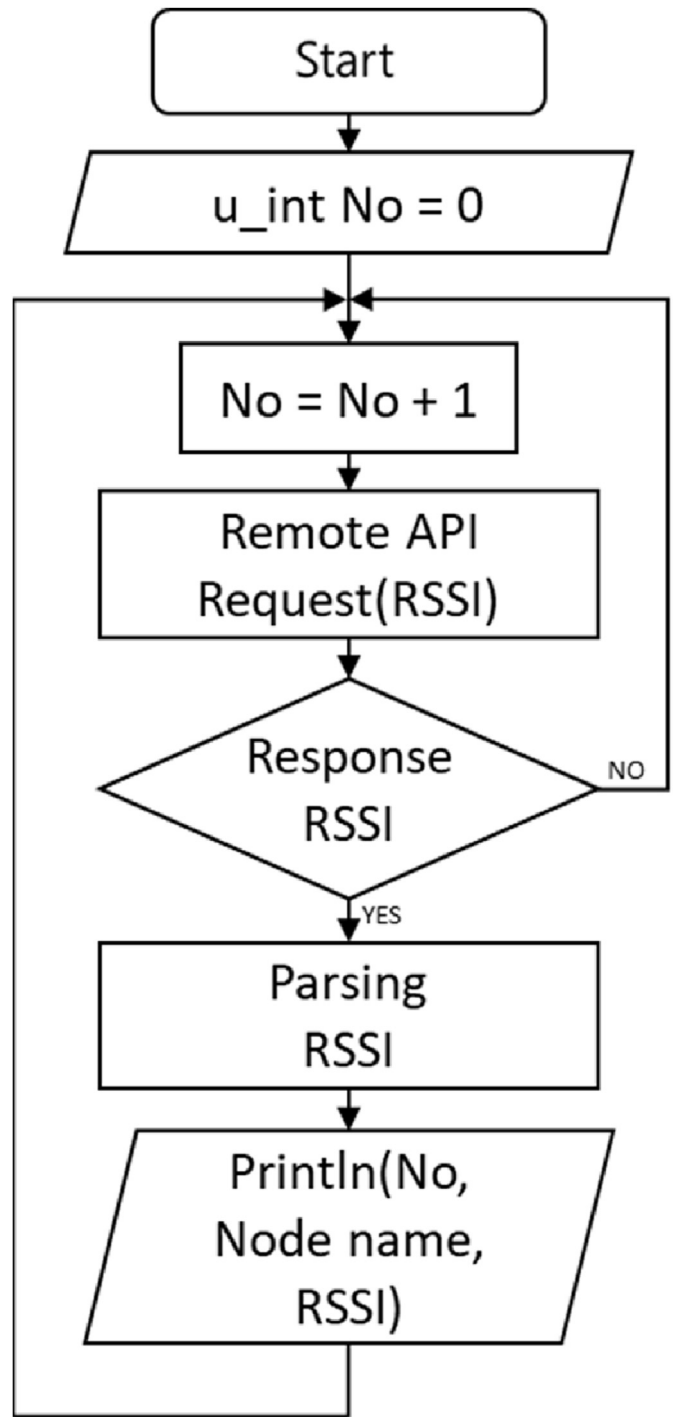 Start
u_int No = 0
No = No + 1
Remote API
Request(RSSI)
Response
RSSI
NO
YES
Parsing
RSSI
Println(No,
Node name,
RSSI)